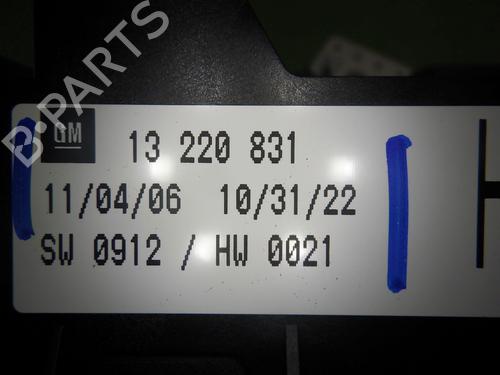 B-PARTS
GM 13 220 831
11/04/06 10/31/22
SW 0912 / HW 0021